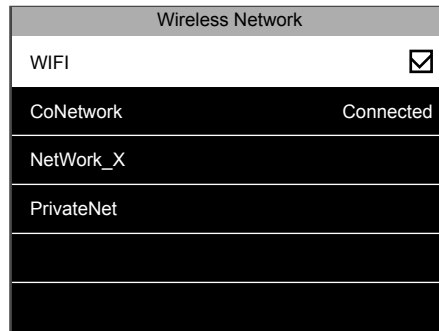 Wireless Network
WIFI
CoNetwork Connected
NetWork_X
PrivateNet